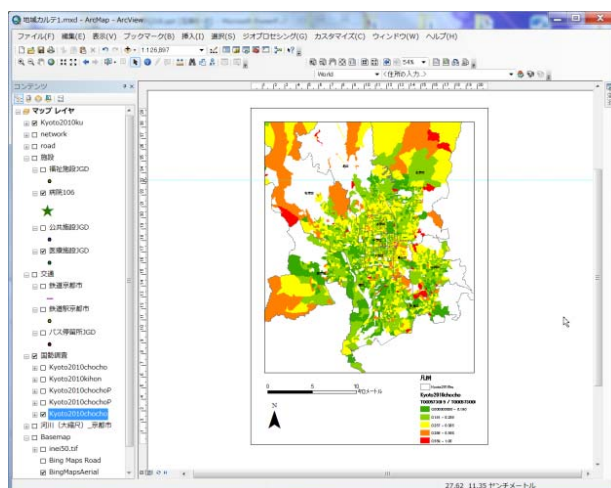 地域カルテ1.mxd - ArcMap - ArcView
ファイル(F) 編集(E) 表示(V) ブックマーク(B) 挿入(I) 選択(S) ジオプロセシング(G) カスタマイズ(C) ウィンドウ(W) ヘルプ(H)
1:126,897
54%
World
<住所の入力...>
コンテンツ
マップ レイヤ
Kyoto2010ku
network
road
施設
福祉施設JGD
病院106
公共施設JGD
医療施設JGD
交通
鉄道京都市
鉄道駅京都市
バス停留所JGD
国勢調査
Kyoto2010chocho
Kyoto2010kihon
Kyoto2010chochoP
Kyoto2010chochoP
Kyoto2010chocho
河川(大縮尺)_京都市
Basemap
inei50.tif
Bing Maps Road
BingMapsAerial
0 5 10
キロメートル
N
凡例
Kyoto2010ku
Kyoto2010chocho
27.62 11.35 センチメートル